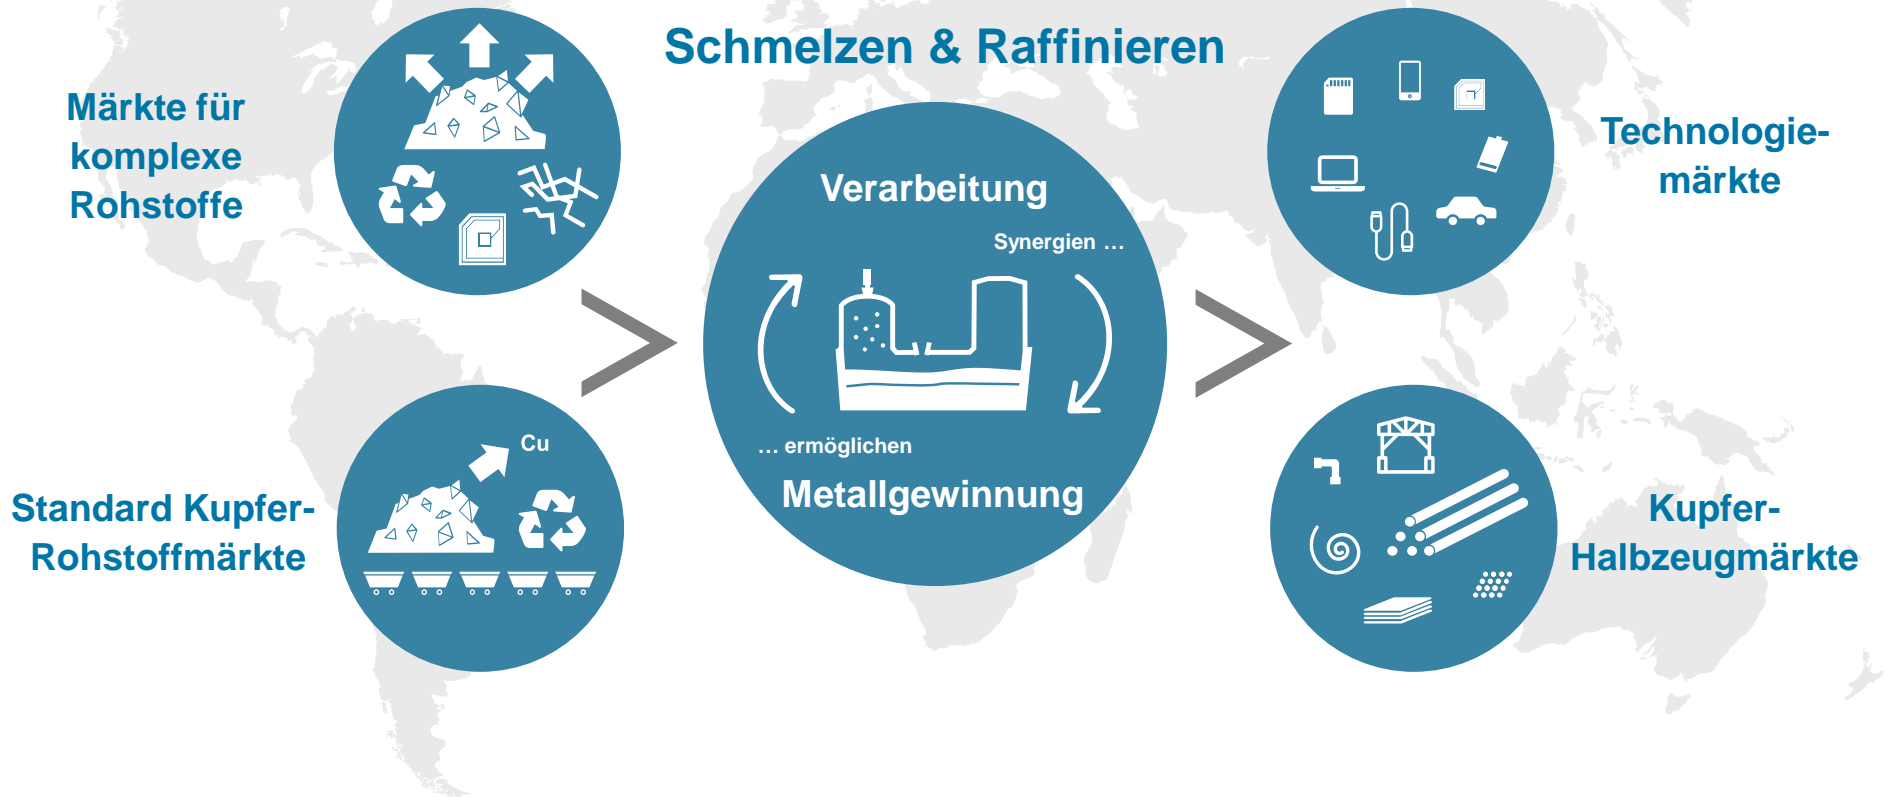 Schmelzen & Raffinieren
Märkte für
komplexe
Rohstoffe
Standard Kupfer-
Rohstoffmärkte
Cu
Verarbeitung
Synergien …
… ermöglichen
Metallgewinnung
Technologie-
märkte
Kupfer-
Halbzeugmärkte